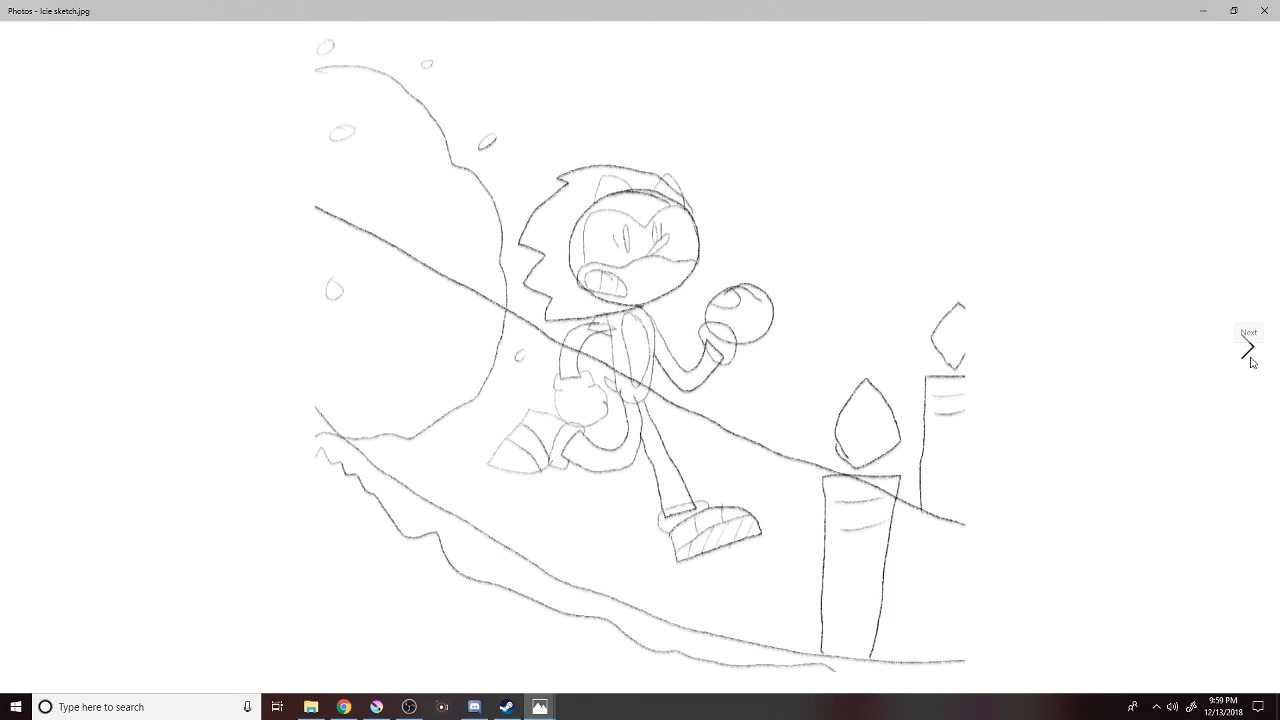 Photos - Icie sketch.jpg
Next
Type here to search
9:59 PM
12/13/2018